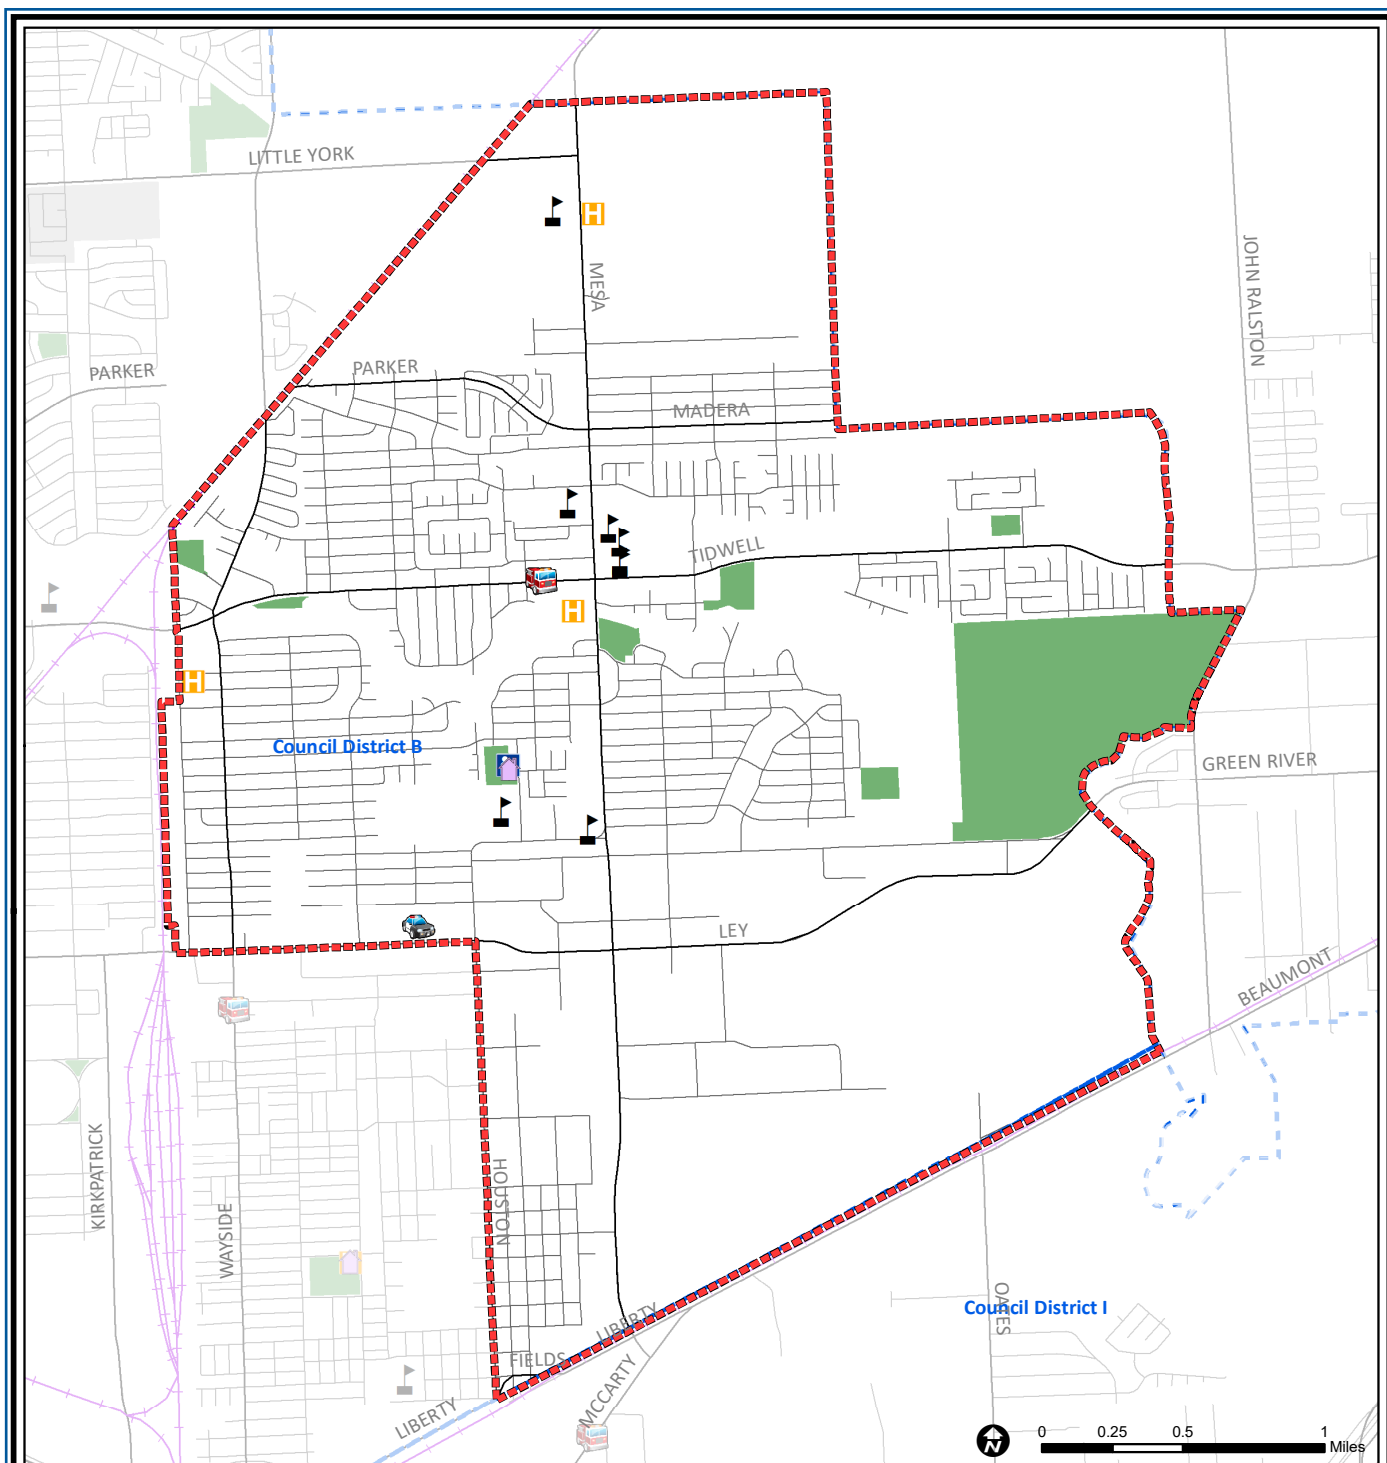 LITTLE YORK
H
MESA
JOHN RALSTON
PARKER
PARKER
MADERA
TIDWELL
H
H
Council District B
GREEN RIVER
LEY
BEAUMONT
KIRKPATRICK
WAYSIDE
HOUSTON
OATES
Council District I
LIBERTY
FIELDS
MCCARTY
LIBERTY
N
0 0.25 0.5 1
Miles